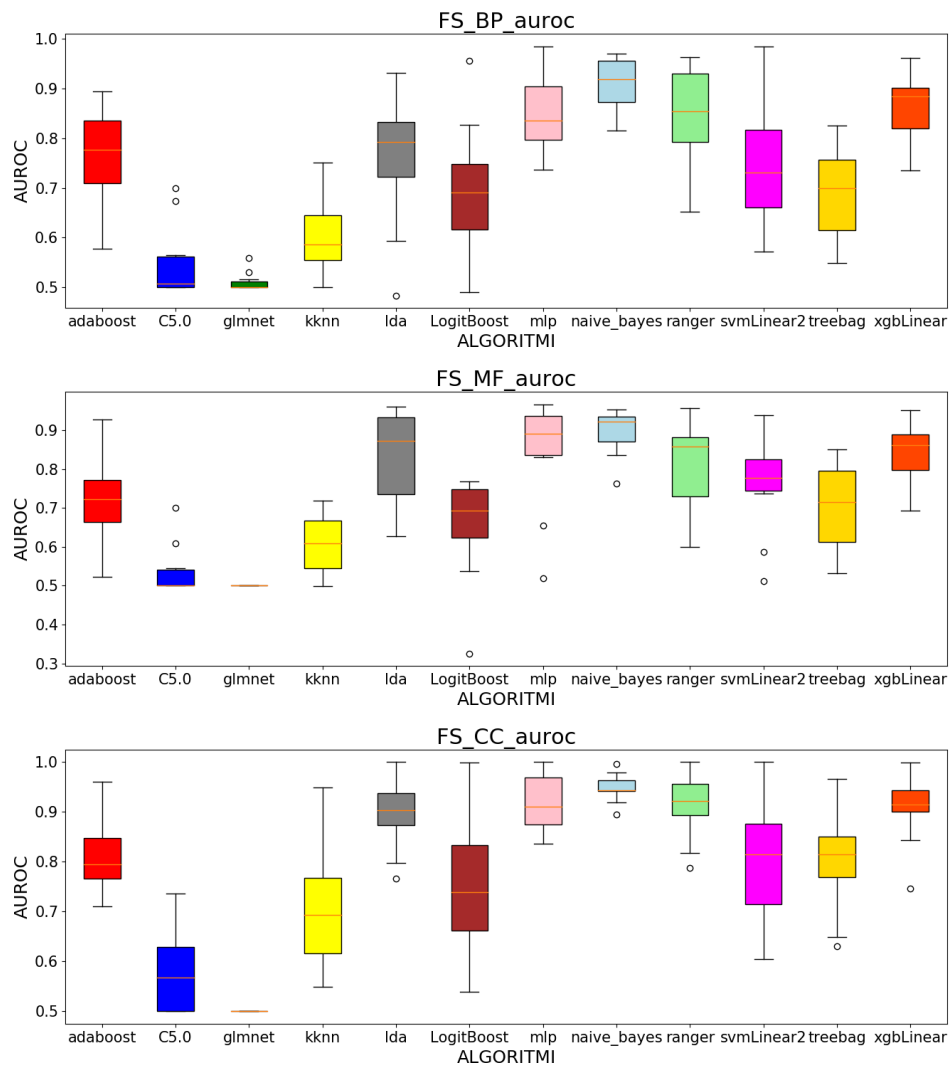 FS_BP_auroc
1.0
0.9
0.8
0.7
0.6
0.5
AUROC
adaboost C5.0 glmnet kknn lda LogitBoost mlp naive_bayes ranger svmLinear2 treebag xgbLinear
ALGORITMI
FS_MF_auroc
0.9
0.8
0.7
0.6
0.5
0.4
0.3
AUROC
adaboost C5.0 glmnet kknn lda LogitBoost mlp naive_bayes ranger svmLinear2 treebag xgbLinear
ALGORITMI
FS_CC_auroc
1.0
0.9
0.8
0.7
0.6
0.5
AUROC
adaboost C5.0 glmnet kknn lda LogitBoost mlp naive_bayes ranger svmLinear2 treebag xgbLinear
ALGORITMI